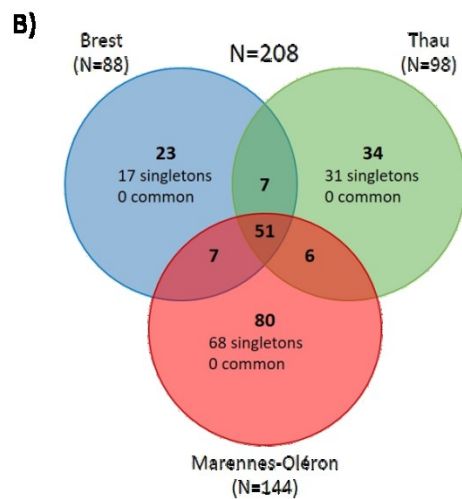 B)
Brest
(N=88)
N=208
Thau
(N=98)
23
17 singletons
0 common
7
34
31 singletons
0 common
51
7
6
80
68 singletons
0 common
Marennes-Oléron
(N=144)